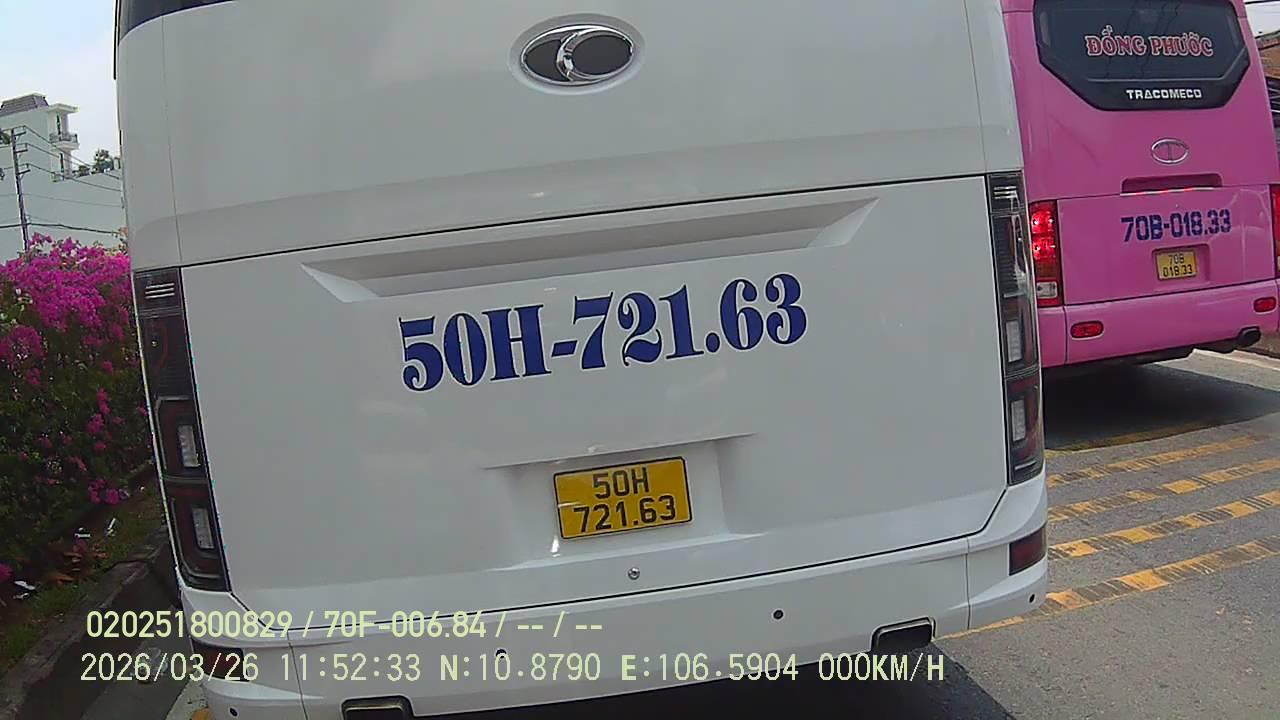 ĐỒNG PHƯỚC
TRACOMECO
70B-018.33
70B
018.33
50H-721.63
50H
721.63
020251800829 / 70F-006.84 / -- / --
2026/03/26 11:52:33 N:10.8790 E:106.5904 000KM/H